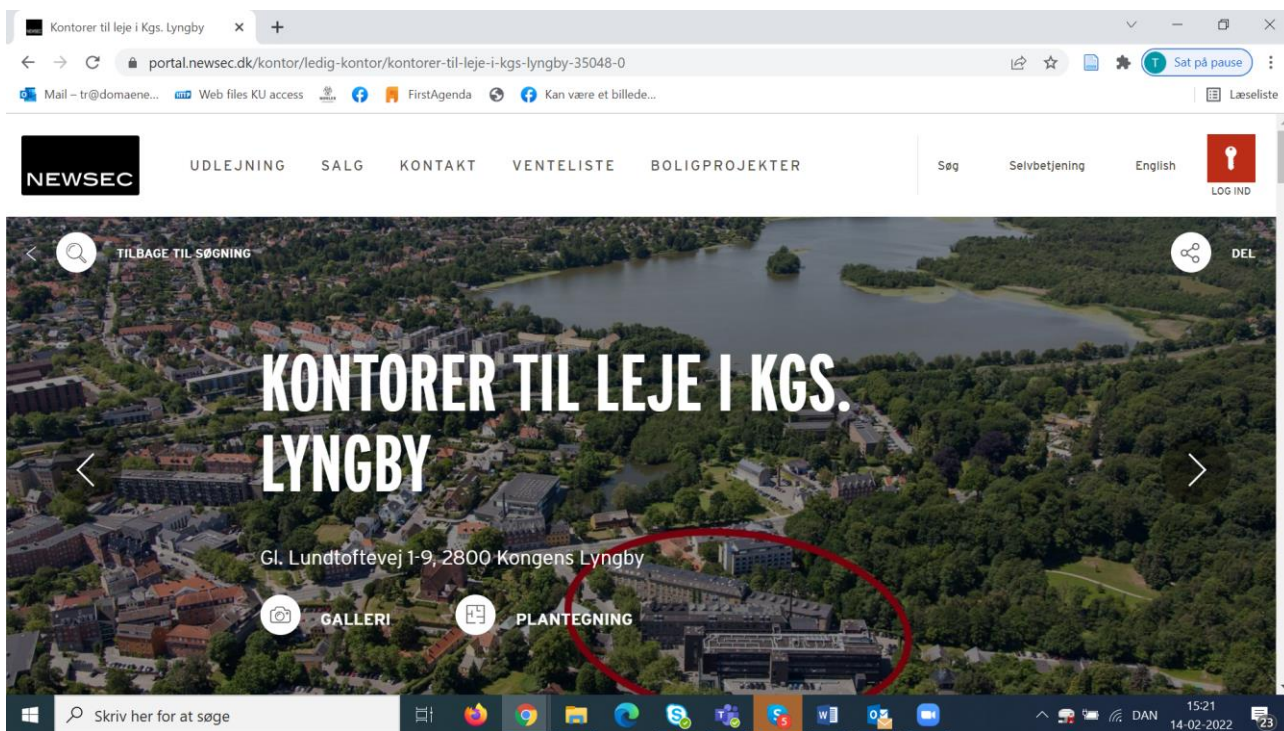 Kontorer til leje i Kgs. Lyngby
portal.newsec.dk/kontor/ledig-kontor/kontorer-til-leje-i-kgs-lyngby-35048-0
T Sat på pause
Mail – tr@domaene... Web files KU access FirstAgenda Kan være et billede... Læseliste
NEWSEC UDLEJNING SALG KONTAKT VENTELISTE BOLIGPROJEKTER Søg Selvbetjening English
LOG IND
TILBAGE TIL SØGNING DEL
KONTORER TIL LEJE I KGS.
LYNGBY
Gl. Lundtoftevej 1-9, 2800 Kongens Lyngby
GALLERI PLANTEGNING
Skriv her for at søge DAN 15:21
14-02-2022 23